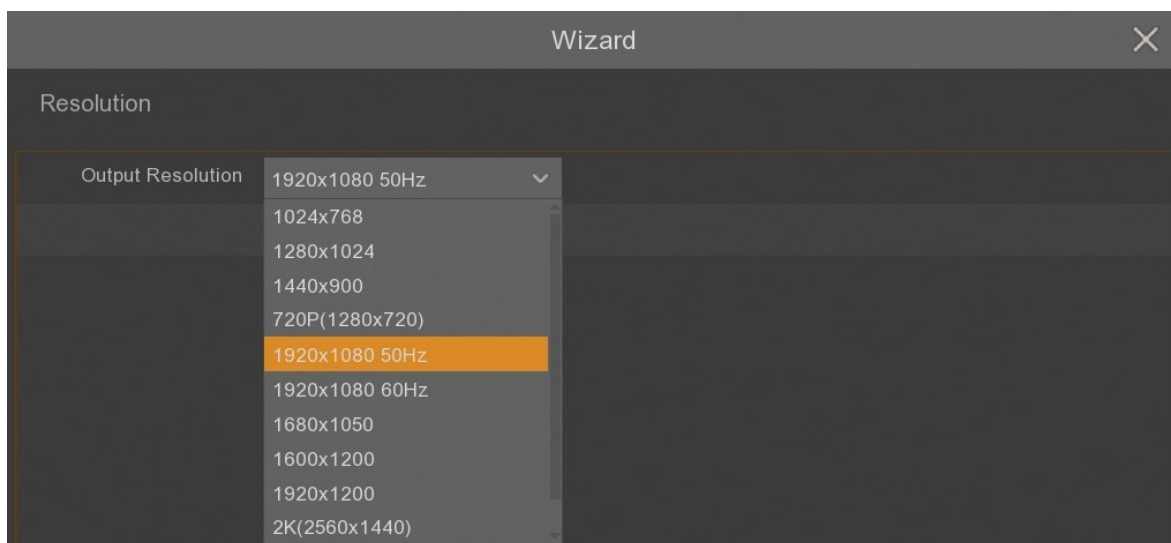 Wizard
Resolution
Output Resolution 1920x1080 50Hz
1024x768
1280x1024
1440x900
720P(1280x720)
1920x1080 50Hz
1920x1080 60Hz
1680x1050
1600x1200
1920x1200
2K(2560x1440)